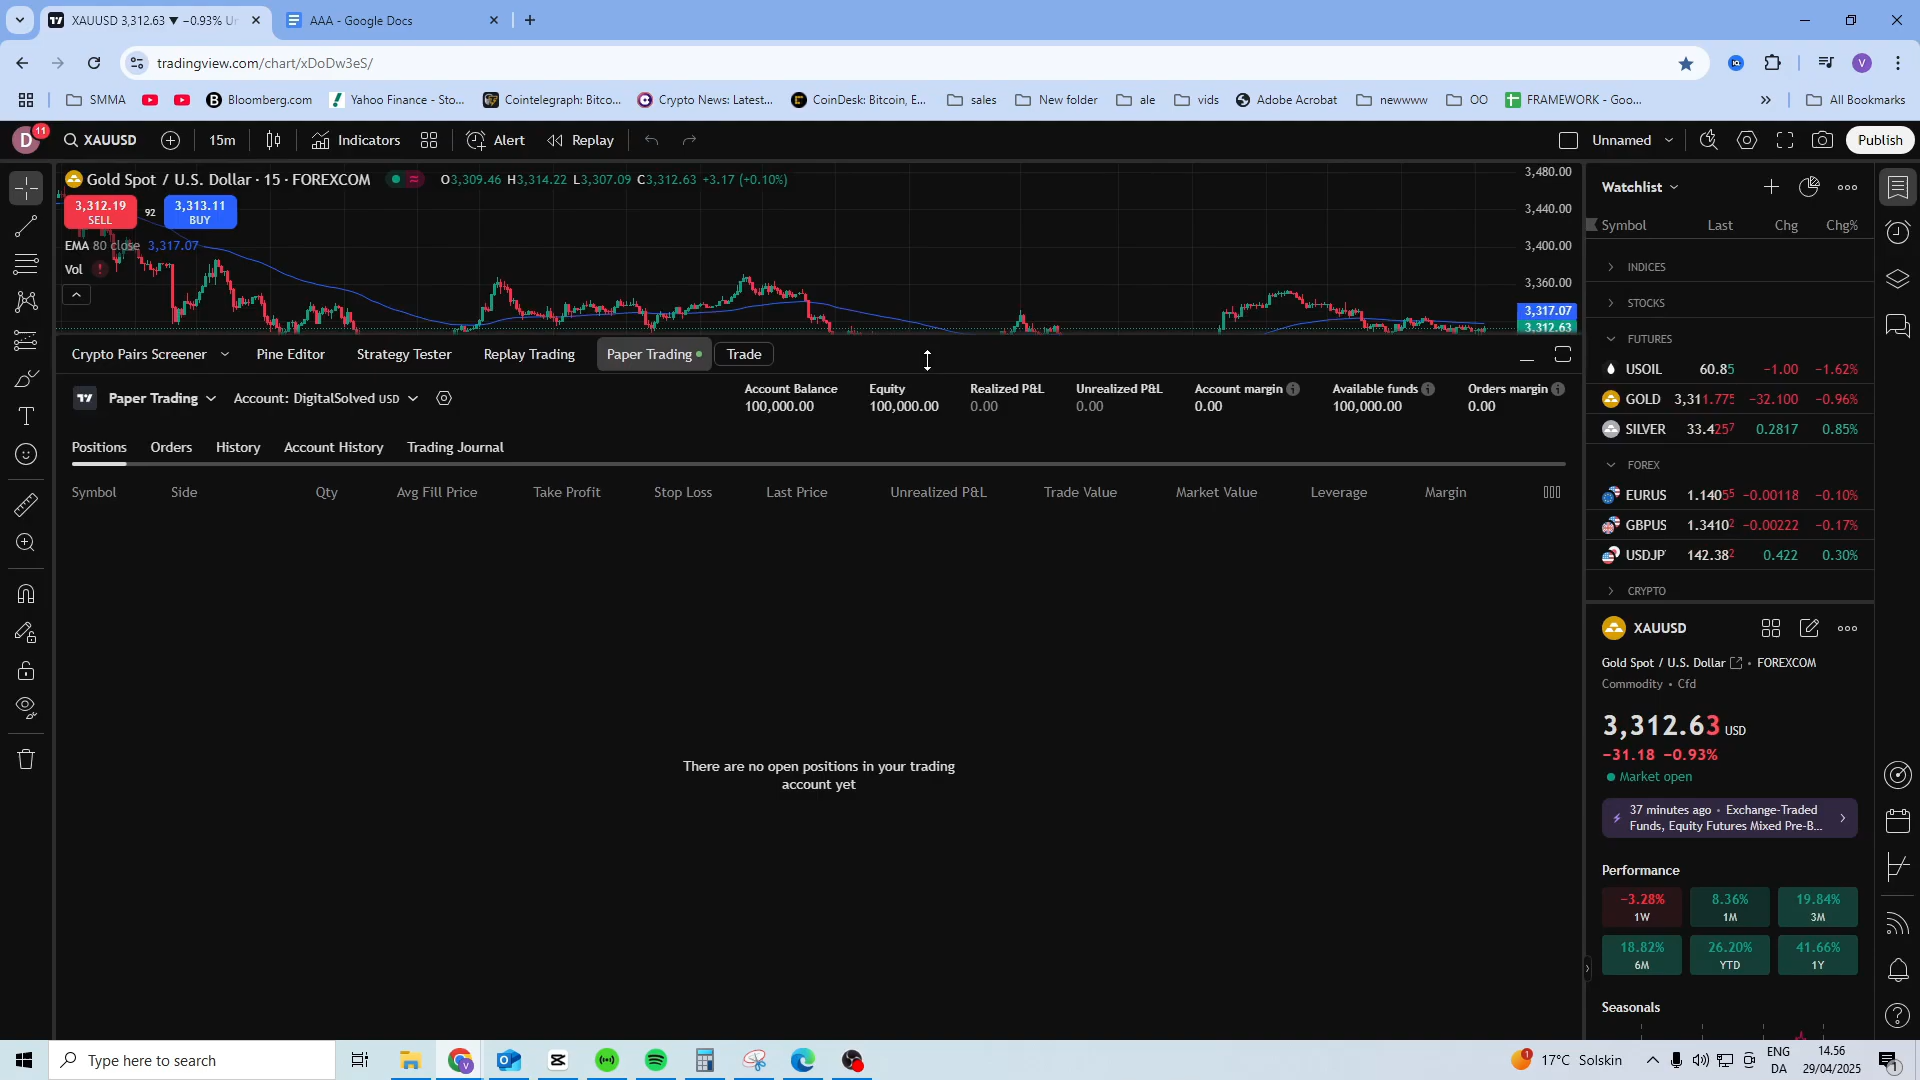 XAUUSD 3,312.63 ▼ −0.93% Un
AAA - Google Docs
tradingview.com/chart/xDoDw3eS/
SMMA
Bloomberg.com
Yahoo Finance - Sto...
Cointelegraph: Bitco...
Crypto News: Latest...
CoinDesk: Bitcoin, E...
sales
New folder
ale
vids
Adobe Acrobat
newwww
OO
FRAMEWORK - Goo...
All Bookmarks
D 11
XAUUSD
15m
Indicators
Alert
Replay
Unnamed
Publish
Gold Spot / U.S. Dollar · 15 · FOREXCOM
O3,309.46 H3,314.22 L3,307.09 C3,312.63 +3.17 (+0.10%)
3,312.19
SELL
92
3,313.11
BUY
EMA 80 close 3,317.07
Vol
3,480.00
3,440.00
3,400.00
3,360.00
3,317.07
3,312.63
Crypto Pairs Screener
Pine Editor
Strategy Tester
Replay Trading
Paper Trading
Trade
Paper Trading
Account: DigitalSolved USD
Account Balance
100,000.00
Equity
100,000.00
Realized P&L
0.00
Unrealized P&L
0.00
Account margin
0.00
Available funds
100,000.00
Orders margin
0.00
Positions
Orders
History
Account History
Trading Journal
Symbol Side Qty Avg Fill Price Take Profit Stop Loss Last Price Unrealized P&L Trade Value Market Value Leverage Margin
There are no open positions in your trading
account yet
Watchlist
Symbol Last Chg Chg%
INDICES
STOCKS
FUTURES
USOIL 60.85 −1.00 −1.62%
GOLD 3,311.775 −32.100 −0.96%
SILVER 33.4257 0.2817 0.85%
FOREX
EURUS 1.14055 −0.00118 −0.10%
GBPUS 1.34102 −0.00222 −0.17%
USDJP 142.382 0.422 0.30%
CRYPTO
XAUUSD
Gold Spot / U.S. Dollar • FOREXCOM
Commodity • Cfd
3,312.63 USD
−31.18 −0.93%
Market open
37 minutes ago • Exchange-Traded
Funds, Equity Futures Mixed Pre-B...
Performance
−3.28%
1W
8.36%
1M
19.84%
3M
18.82%
6M
26.20%
YTD
41.66%
1Y
Seasonals
Type here to search
17°C Solskin
ENG
DA
14.56
29/04/2025